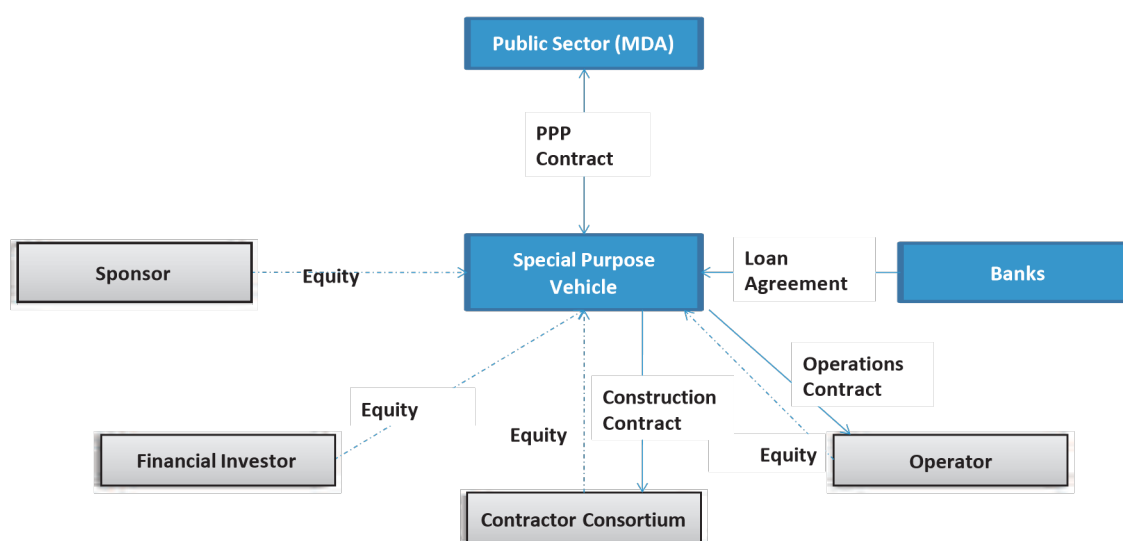 Public Sector (MDA)
PPP
Contract
Sponsor
Equity
Special Purpose
Vehicle
Loan
Agreement
Banks
Operations
Contract
Equity
Equity
Construction
Contract
Equity
Financial Investor
Operator
Contractor Consortium